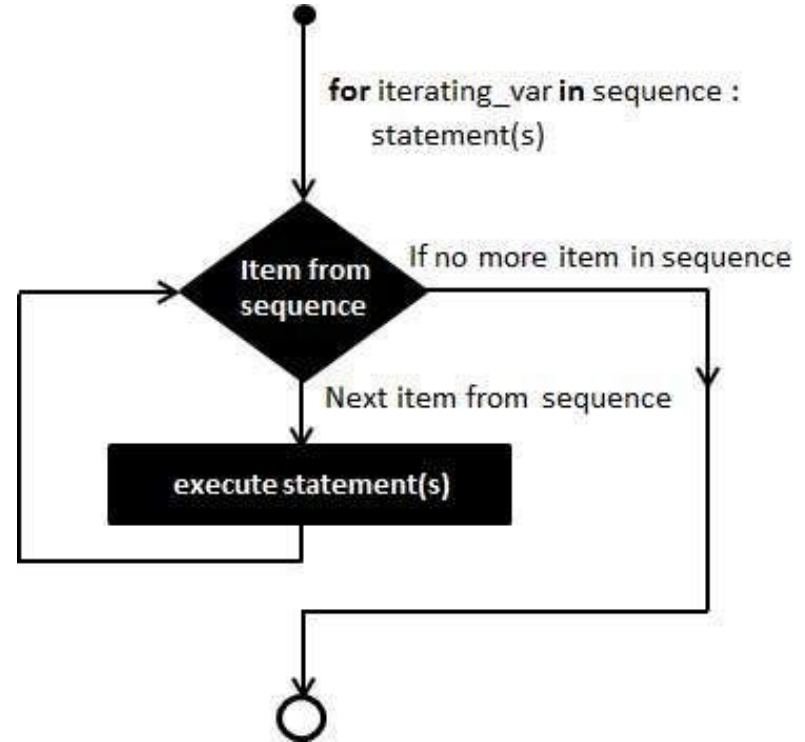 for iterating_var in sequence :
statement(s)
If no more item in sequence
Item from
sequence
Next item from sequence
execute statement(s)